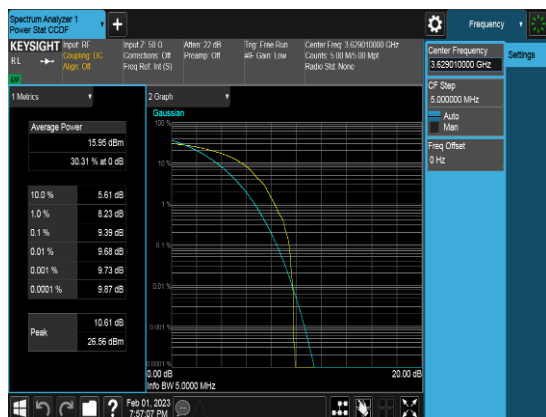 Spectrum Analyzer 1
Power Stat CCDF
+
Frequency
KEYSIGHT
RL
Input: RF
Coupling: DC
Align: Off
Input Z: 50 Ω
Corrections: Off
Freq Ref: Int (S)
Atten: 22 dB
Preamp: Off
Trig: Free Run
#IF Gain: Low
Center Freq: 3.629010000 GHz
Counts: 5.00 M/5.00 Mpt
Radio Std: None
Center Frequency
3.629010000 GHz
Settings
CF Step
5.000000 MHz
Auto
Man
Freq Offset
0 Hz
1 Metrics
Average Power
15.95 dBm
30.31 % at 0 dB
10.0 % 5.61 dB
1.0 % 8.23 dB
0.1 % 9.39 dB
0.01 % 9.68 dB
0.001 % 9.73 dB
0.0001 % 9.87 dB
Peak
10.61 dB
26.56 dBm
2 Graph
Gaussian
100 %
10 %
1 %
0.1 %
0.01 %
0.001 %
0.0001 %
0.00 dB
20.00 dB
Info BW 5.0000 MHz
?
Feb 01, 2023
7:57:07 PM